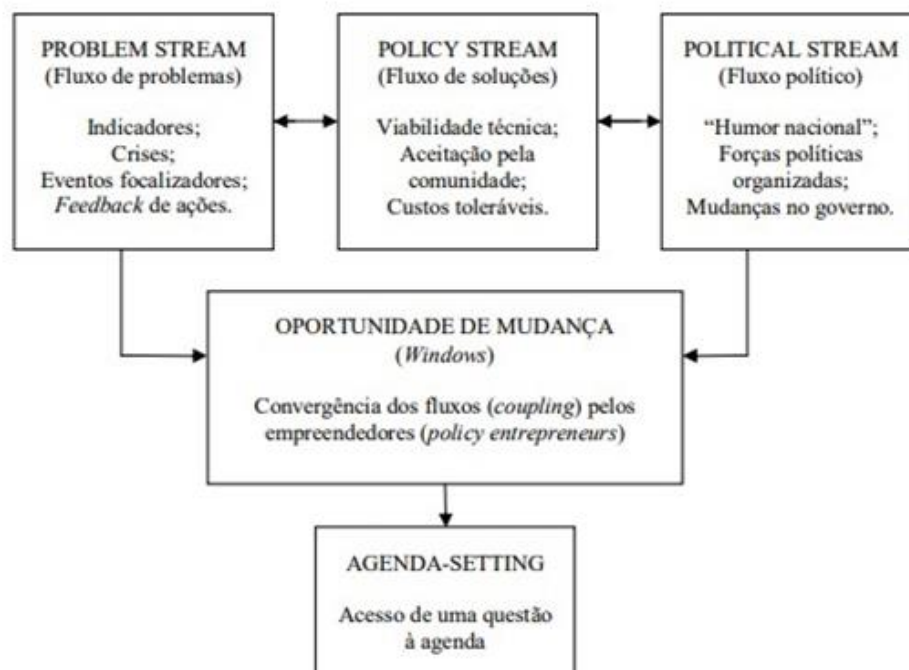 PROBLEM STREAM
(Fluxo de problemas)
Indicadores;
Crises;
Eventos focalizadores;
Feedback de ações.
POLICY STREAM
(Fluxo de soluções)
Viabilidade técnica;
Aceitação pela
comunidade;
Custos toleráveis.
POLITICAL STREAM
(Fluxo político)
“Humor nacional”;
Forças políticas
organizadas;
Mudanças no governo.
OPORTUNIDADE DE MUDANÇA
(Windows)
Convergência dos fluxos (coupling) pelos
empreendedores (policy entrepreneurs)
AGENDA-SETTING
Acesso de uma questão
à agenda